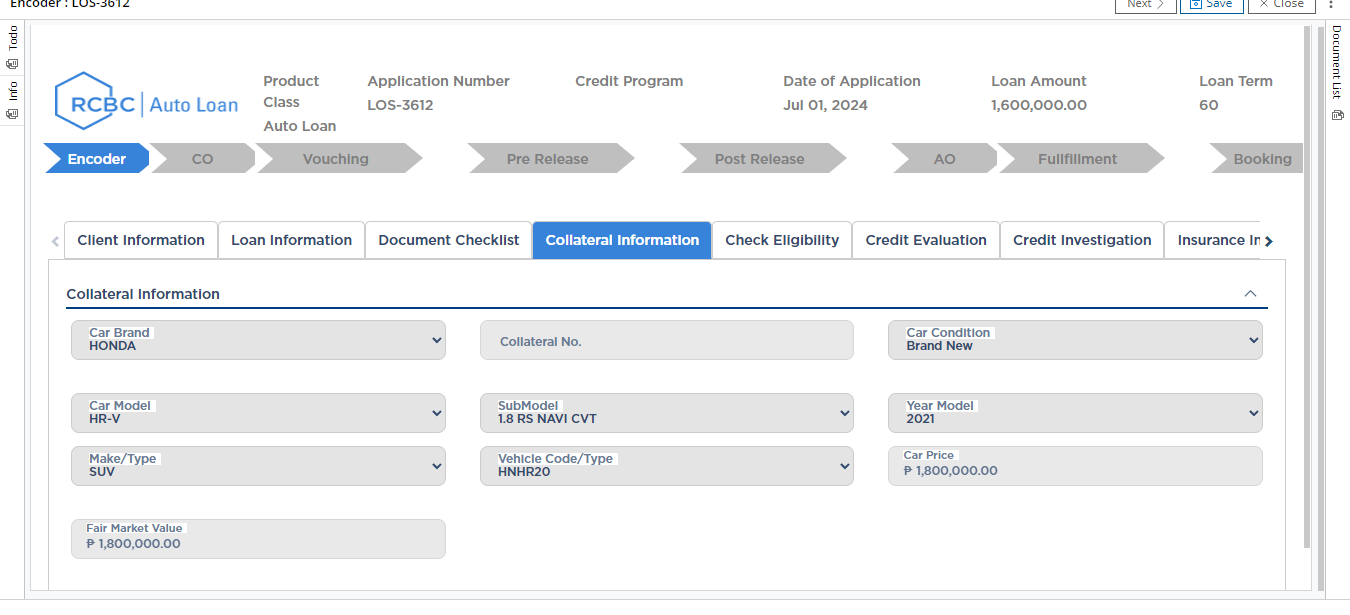 Encoder : LOS-3612
Next
Save
Close
Todo
Info
Document List
RCBC Auto Loan
Product Class
Auto Loan
Application Number
LOS-3612
Credit Program
Date of Application
Jul 01, 2024
Loan Amount
1,600,000.00
Loan Term
60
Encoder
CO
Vouching
Pre Release
Post Release
AO
Fullfillment
Booking
Client Information
Loan Information
Document Checklist
Collateral Information
Check Eligibility
Credit Evaluation
Credit Investigation
Insurance In
Collateral Information
Car Brand
HONDA
Collateral No.
Car Condition
Brand New
Car Model
HR-V
SubModel
1.8 RS NAVI CVT
Year Model
2021
Make/Type
SUV
Vehicle Code/Type
HNHR20
Car Price
₱ 1,800,000.00
Fair Market Value
₱ 1,800,000.00